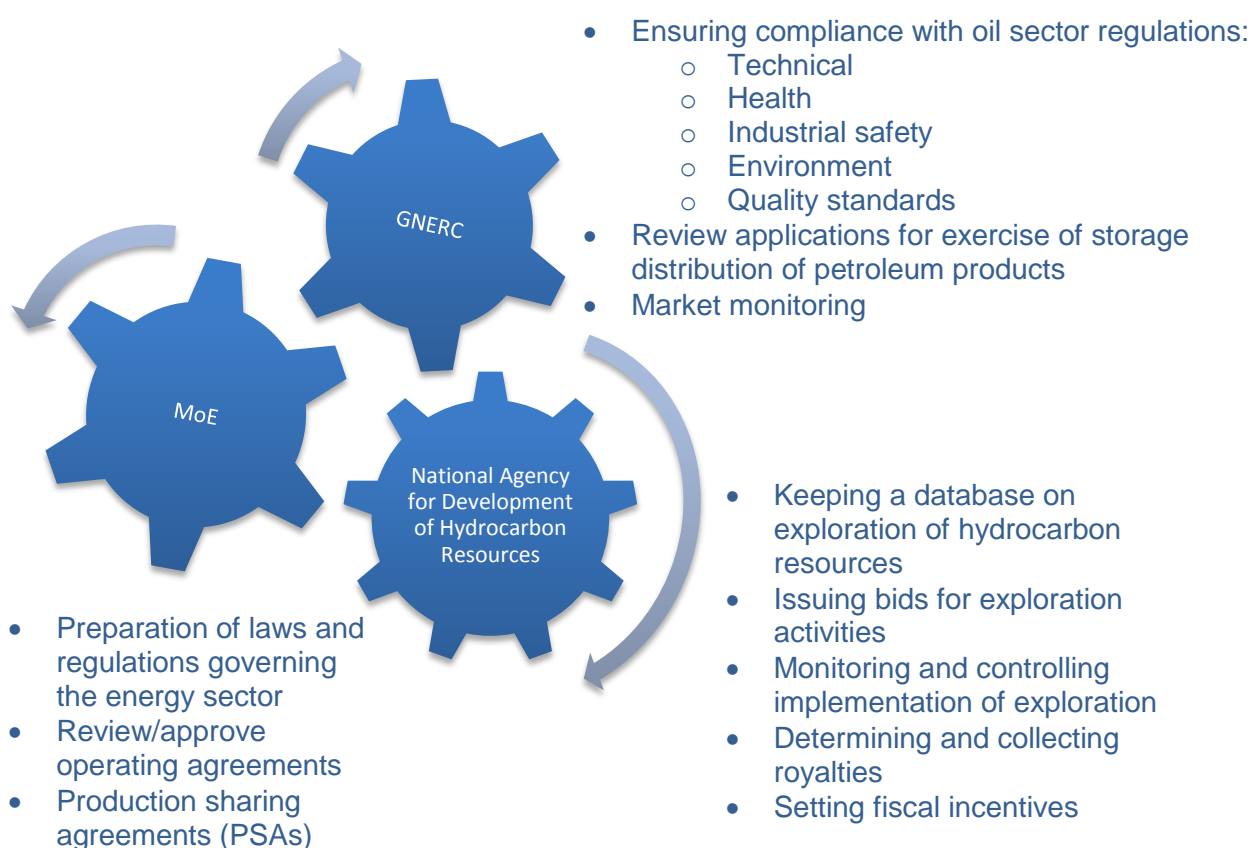 • Ensuring compliance with oil sector regulations:
o Technical
o Health
o Industrial safety
o Environment
o Quality standards
• Review applications for exercise of storage
distribution of petroleum products
• Market monitoring
GNERC
MoE
National Agency
for Development
of Hydrocarbon
Resources
• Keeping a database on
exploration of hydrocarbon
resources
• Issuing bids for exploration
activities
• Monitoring and controlling
implementation of exploration
• Determining and collecting
royalties
• Setting fiscal incentives
• Preparation of laws and
regulations governing
the energy sector
• Review/approve
operating agreements
• Production sharing
agreements (PSAs)